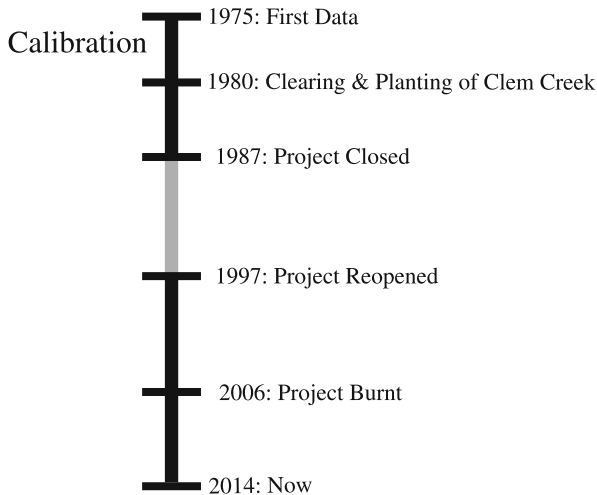 1975: First Data
Calibration
1980: Clearing & Planting of Clem Creek
1987: Project Closed
1997: Project Reopened
2006: Project Burnt
2014: Now